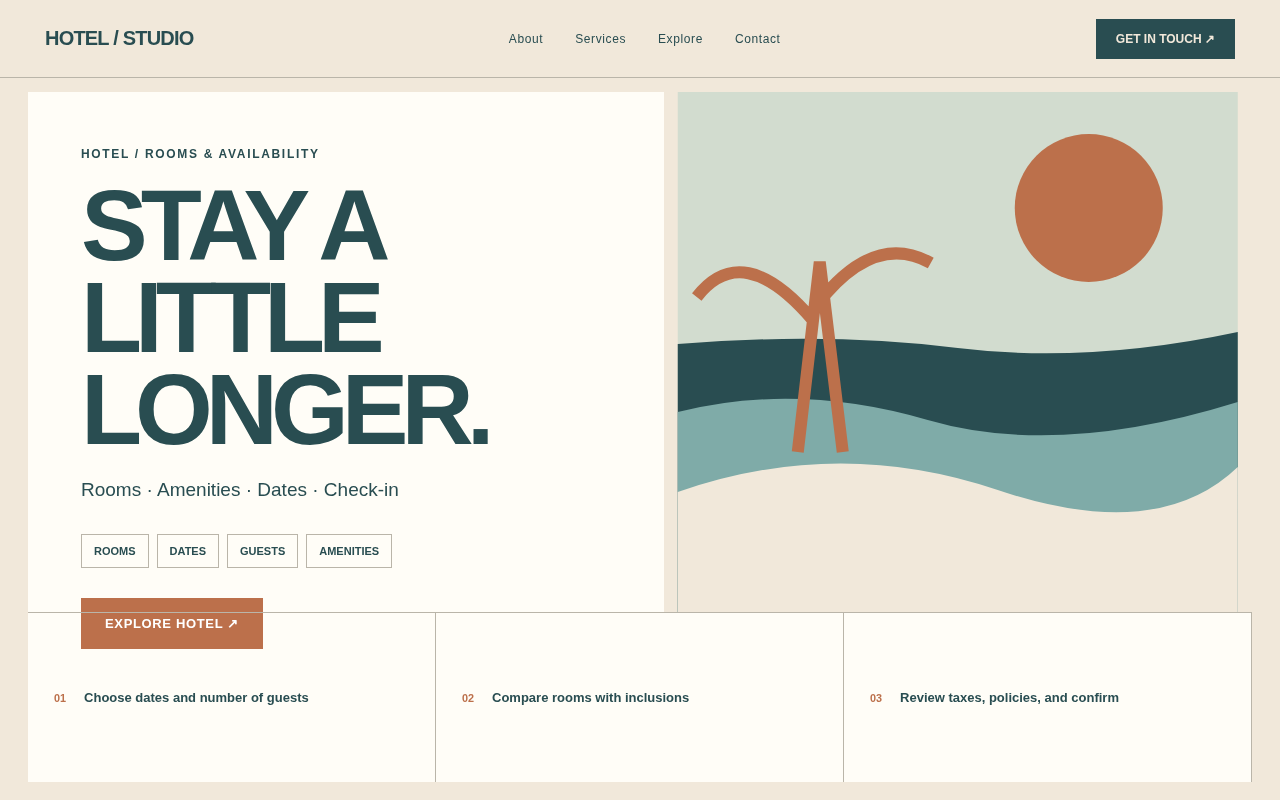 HOTEL / STUDIO
About
Services
Explore
Contact
GET IN TOUCH ↗
HOTEL / ROOMS & AVAILABILITY
STAY A
LITTLE
LONGER.
Rooms · Amenities · Dates · Check-in
ROOMS
DATES
GUESTS
AMENITIES
EXPLORE HOTEL ↗
01 Choose dates and number of guests
02 Compare rooms with inclusions
03 Review taxes, policies, and confirm